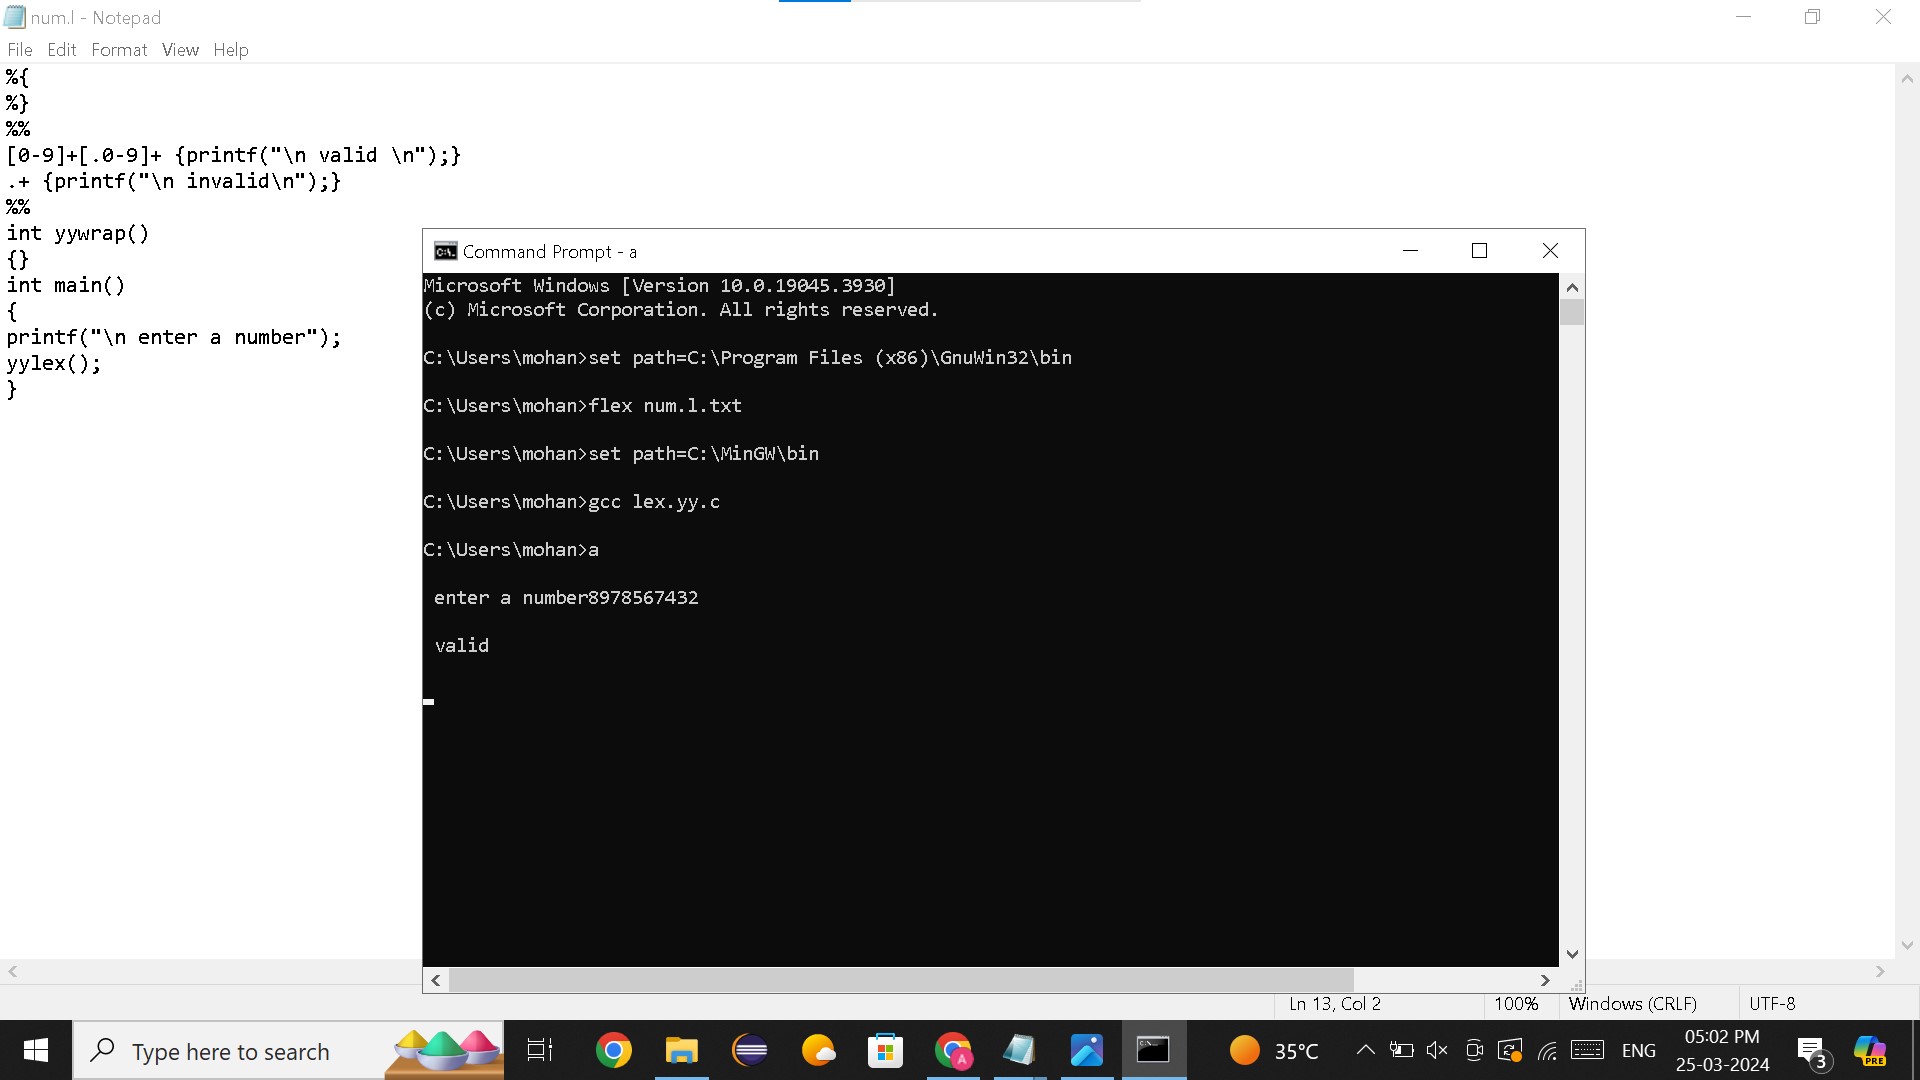 num.l - Notepad
File Edit Format View Help
%{
%}
%%
[0-9]+[.0-9]+ {printf("\n valid \n");}
.+ {printf("\n invalid\n");}
%%
int yywrap()
{}
int main()
{
printf("\n enter a number");
yylex();
}
Command Prompt - a
Microsoft Windows [Version 10.0.19045.3930]
(c) Microsoft Corporation. All rights reserved.
C:\Users\mohan>set path=C:\Program Files (x86)\GnuWin32\bin
C:\Users\mohan>flex num.l.txt
C:\Users\mohan>set path=C:\MinGW\bin
C:\Users\mohan>gcc lex.yy.c
C:\Users\mohan>a
enter a number8978567432
valid
Ln 13, Col 2 100% Windows (CRLF) UTF-8
Type here to search
A
35°C
ENG
05:02 PM
25-03-2024
3
PRE